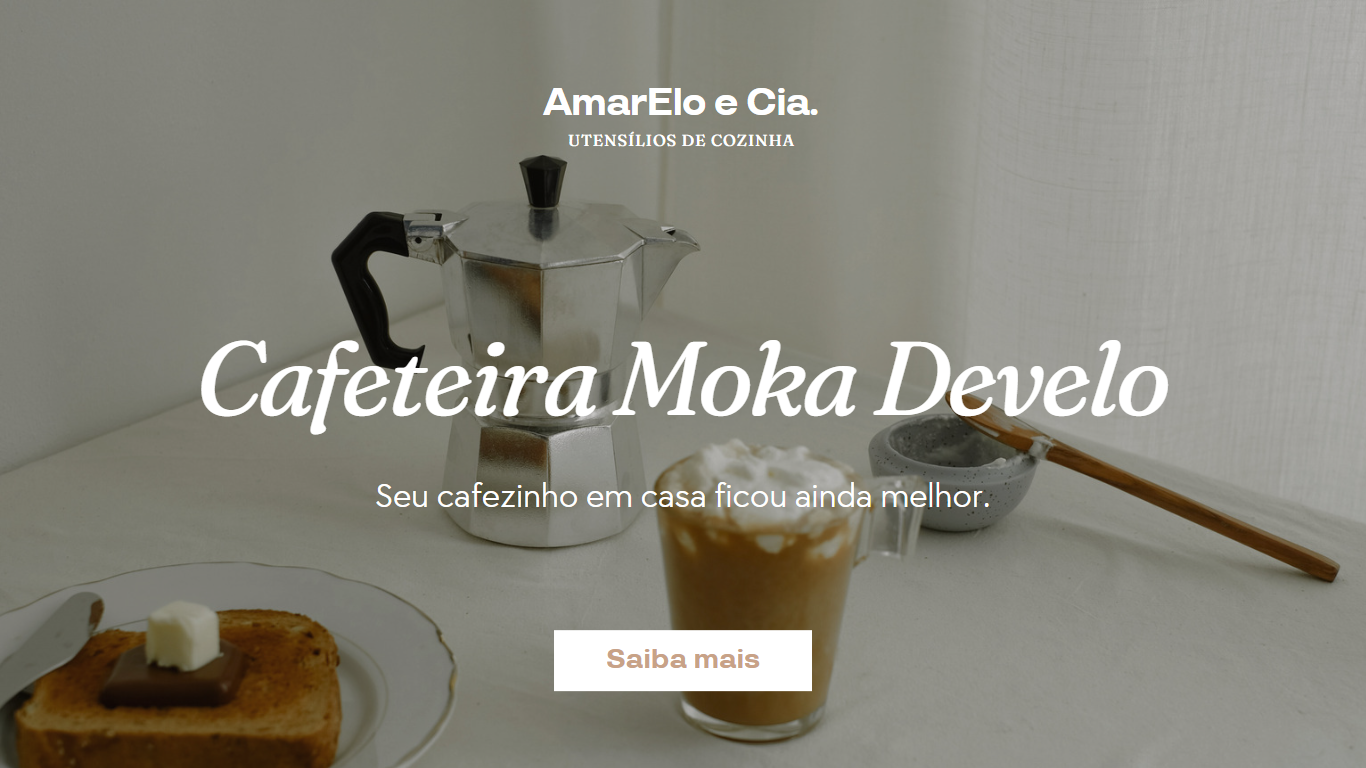 AmarElo e Cia.
UTENSÍLIOS DE COZINHA
Cafeteira Moka Develo
Seu cafezinho em casa ficou ainda melhor.
Saiba mais